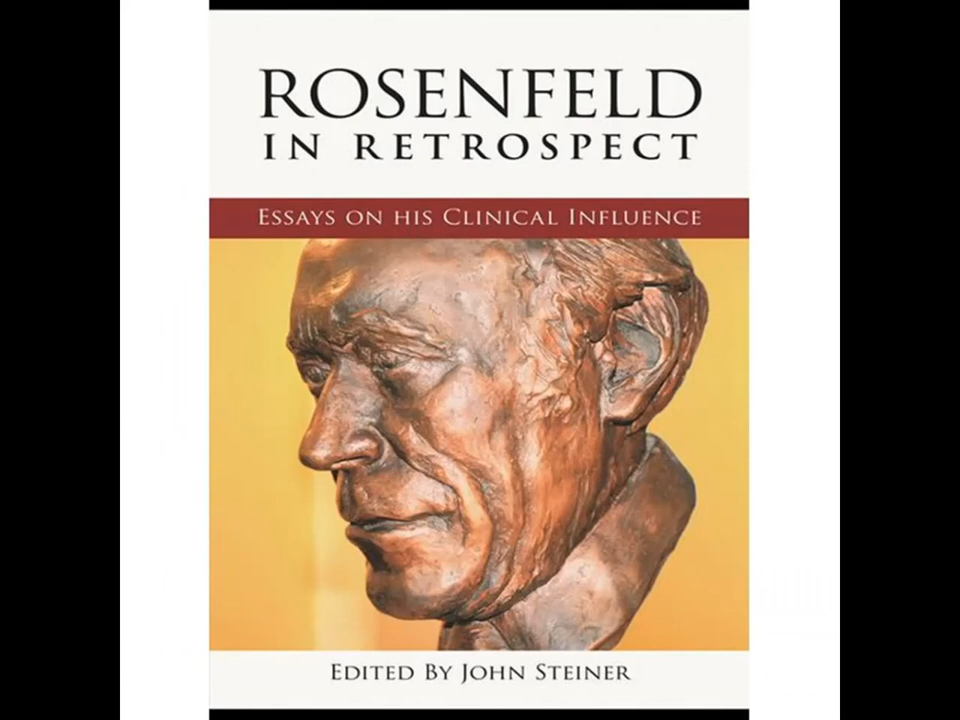 ROSENFELD
IN RETROSPECT
ESSAYS ON HIS CLINICAL INFLUENCE
EDITED BY JOHN STEINER